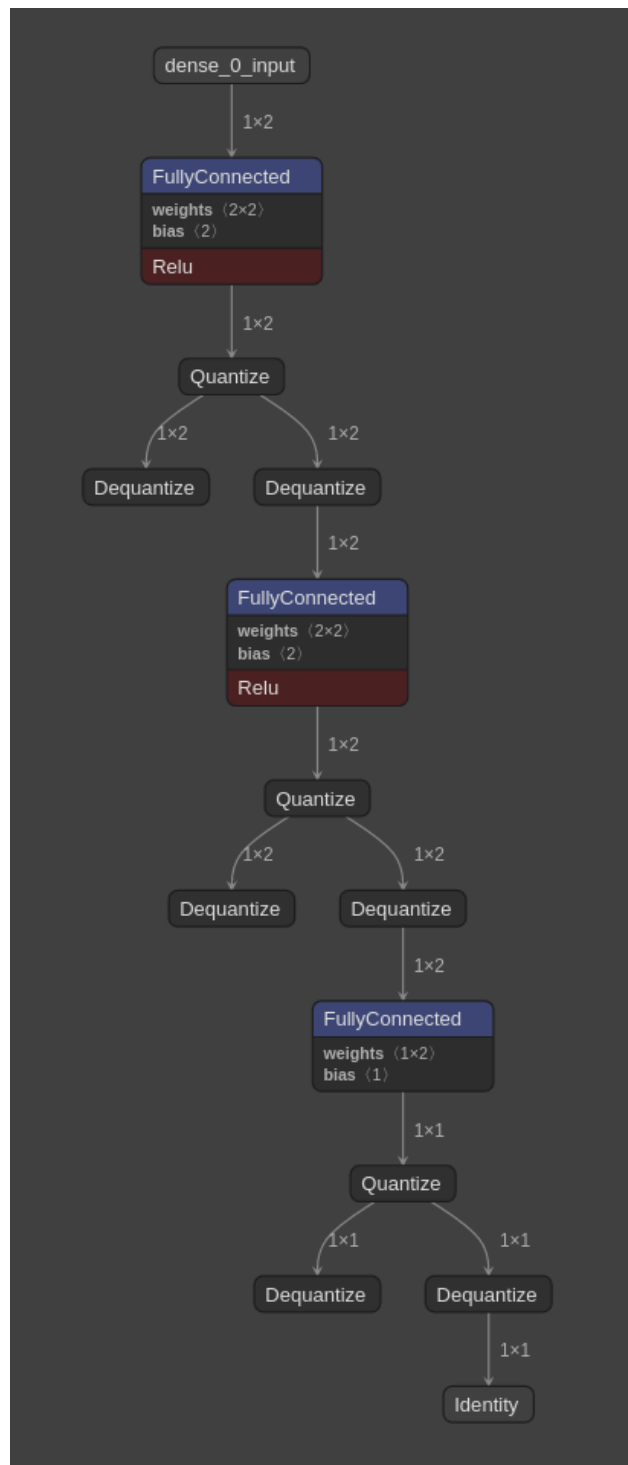 dense_0_input
1×2
FullyConnected
weights 〈2×2〉
bias 〈2〉
Relu
1×2
Quantize
1×2
1×2
Dequantize
Dequantize
1×2
FullyConnected
weights 〈2×2〉
bias 〈2〉
Relu
1×2
Quantize
1×2
1×2
Dequantize
Dequantize
1×2
FullyConnected
weights 〈1×2〉
bias 〈1〉
1×1
Quantize
1×1
1×1
Dequantize
Dequantize
1×1
Identity